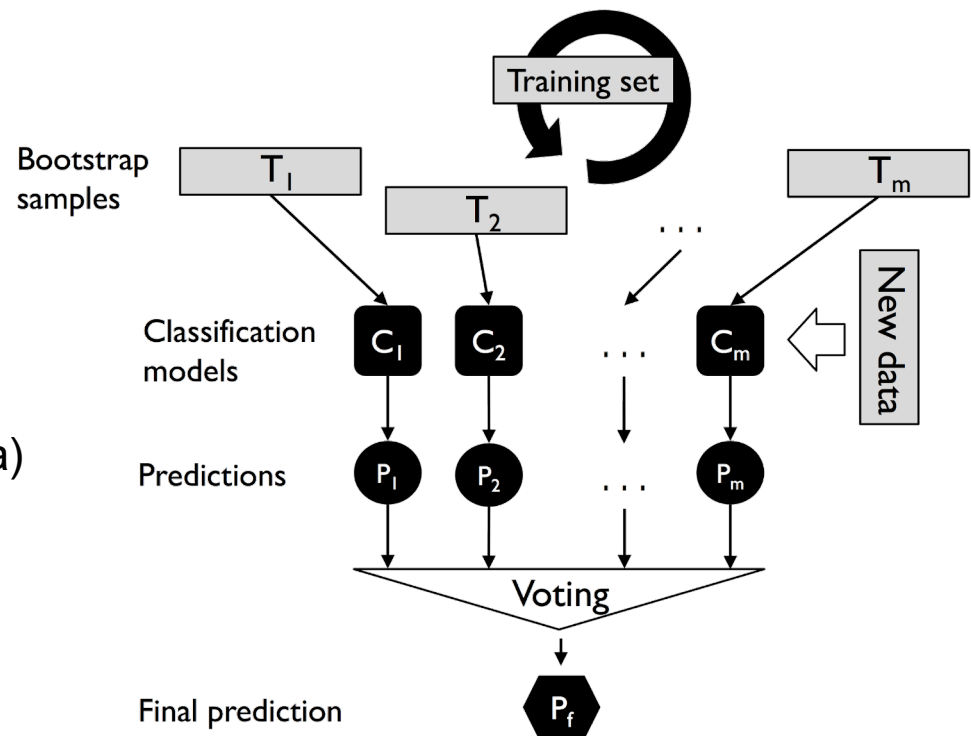 Training set
Bootstrap
samples
T1
T2
. . .
Tm
Classification
models
C1
C2
. . .
Cm
New data
a)
Predictions
P1
P2
. . .
Pm
Voting
Final prediction
Pf